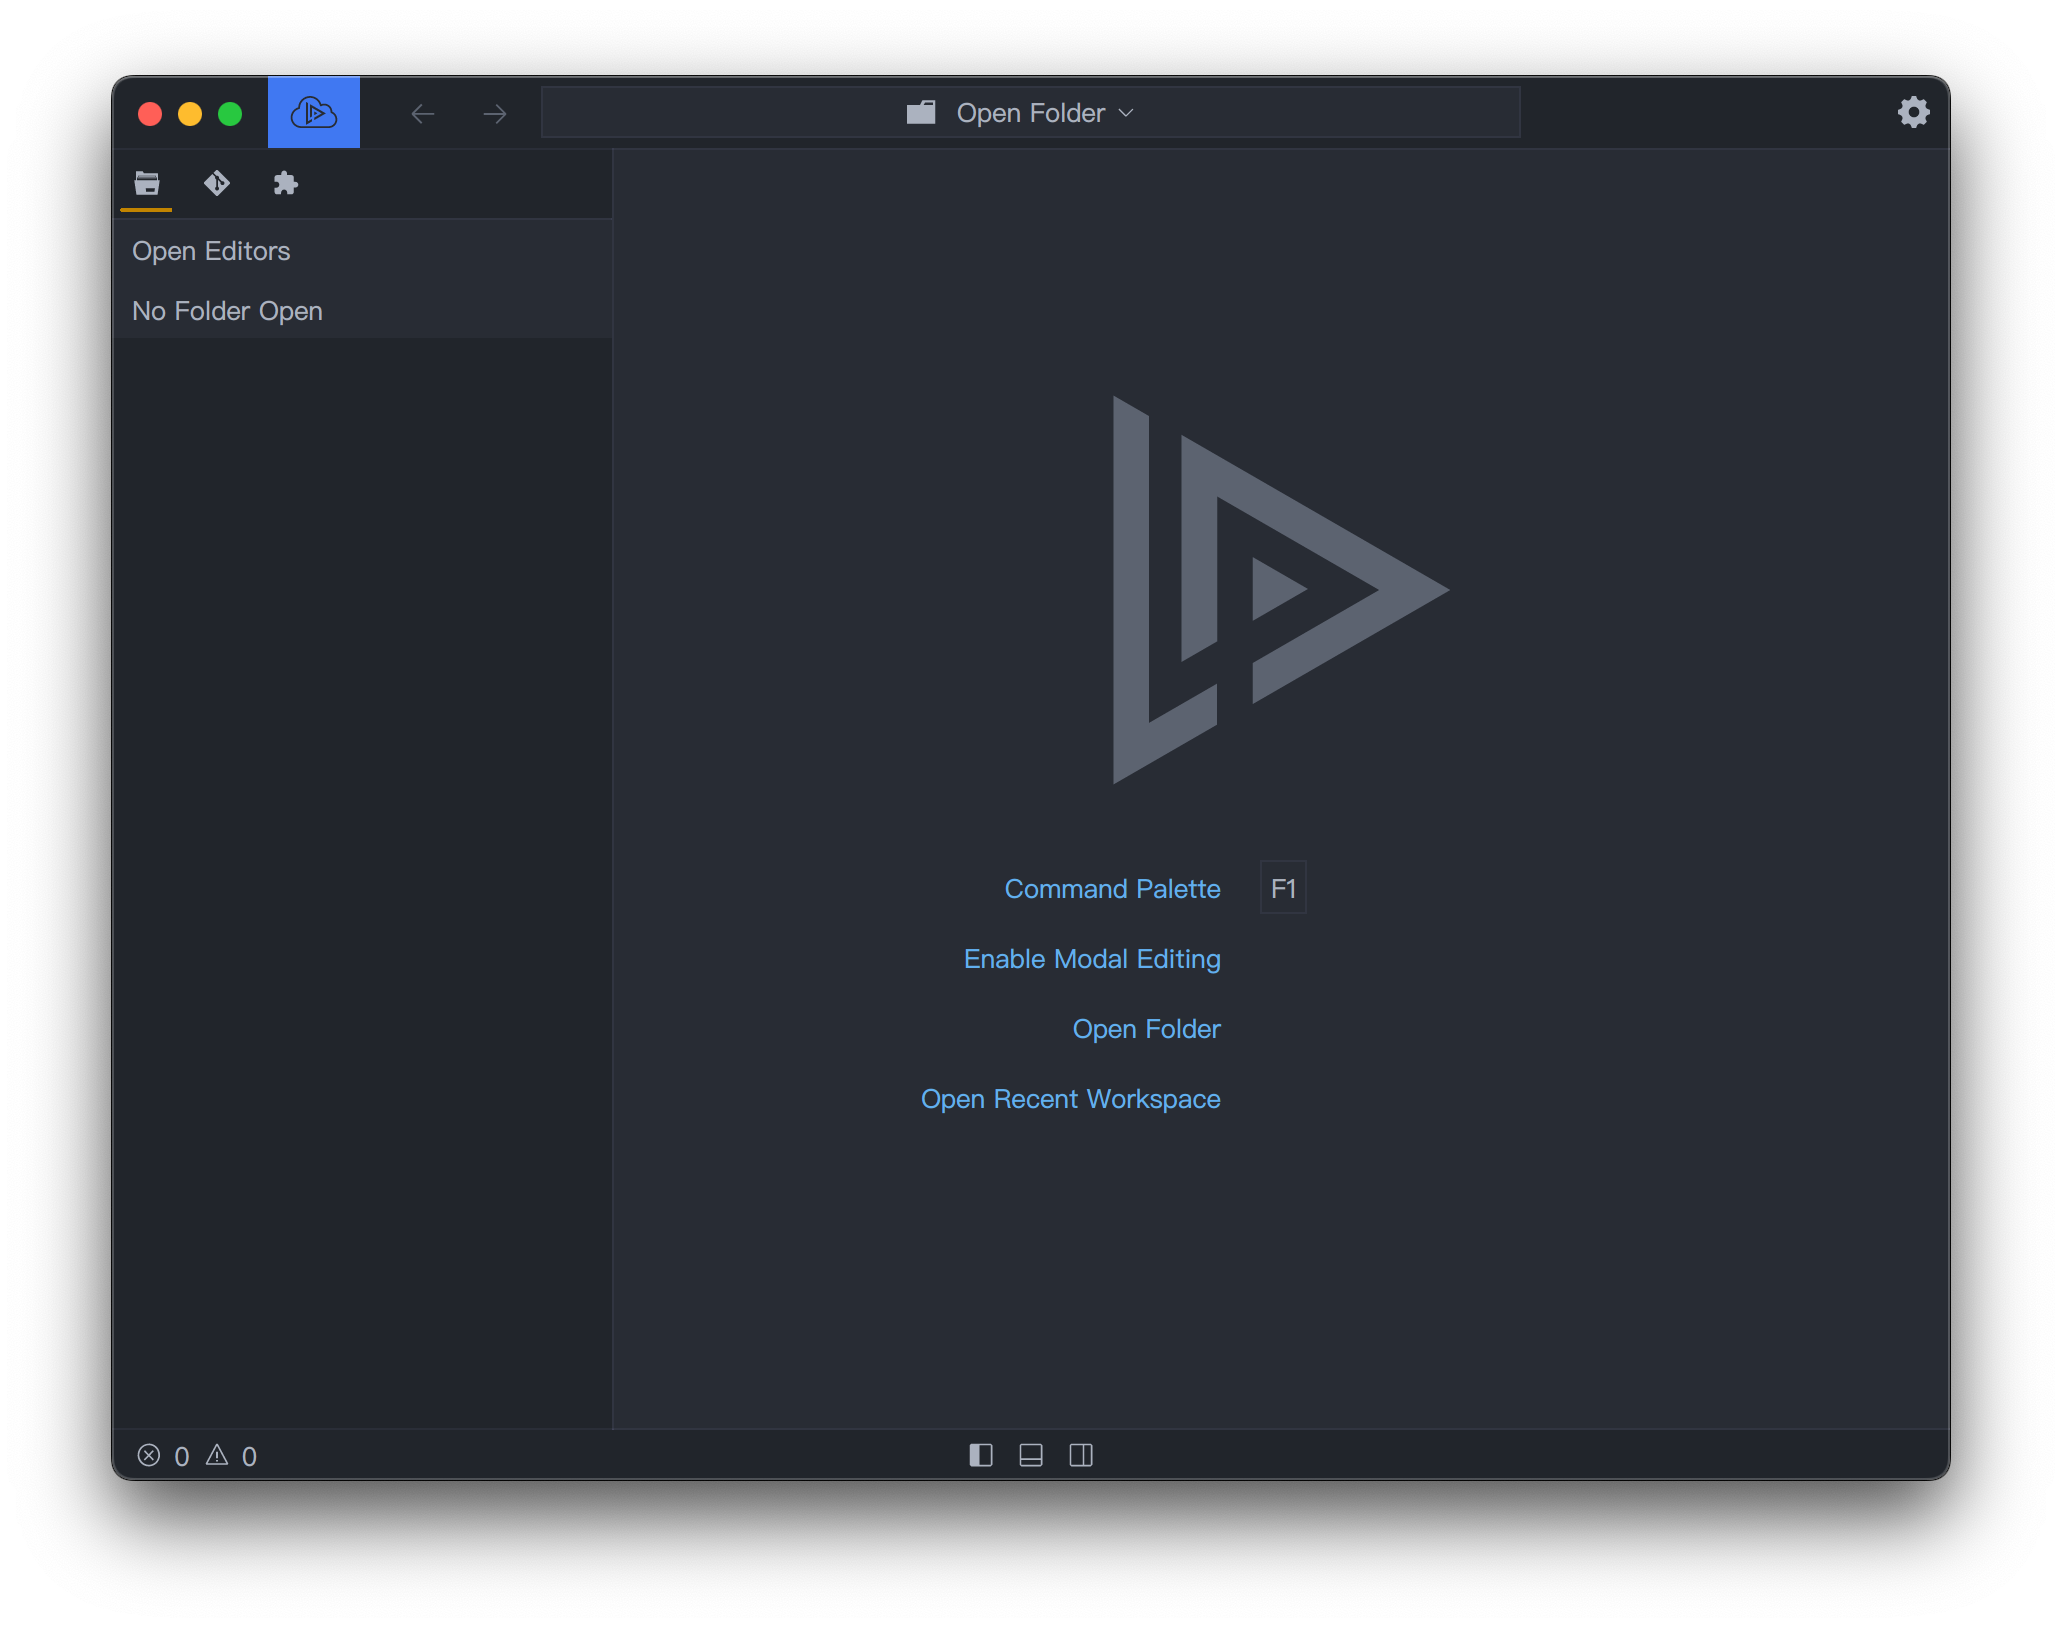 Open Folder
Open Editors
No Folder Open
Command Palette F1
Enable Modal Editing
Open Folder
Open Recent Workspace
0 0